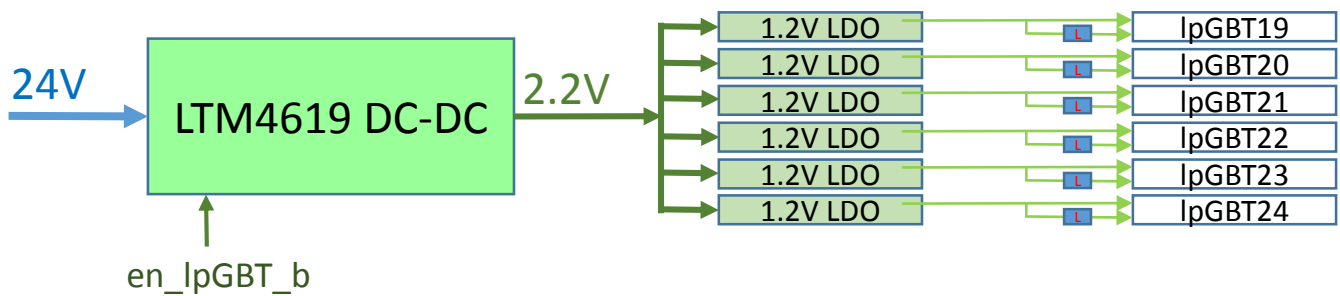 24V
LTM4619 DC-DC
2.2V
en_lpGBT_b
1.2V LDO
L
lpGBT19
1.2V LDO
L
lpGBT20
1.2V LDO
L
lpGBT21
1.2V LDO
L
lpGBT22
1.2V LDO
L
lpGBT23
1.2V LDO
L
lpGBT24